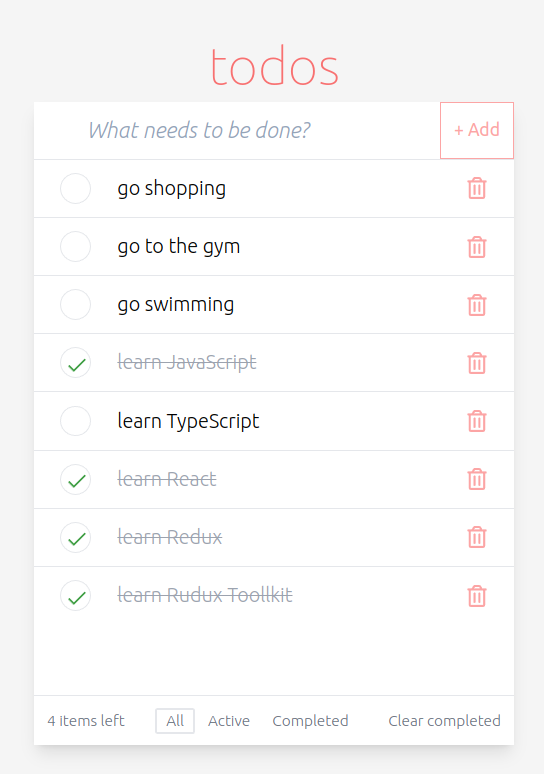 todos
What needs to be done?
+ Add
go shopping
go to the gym
go swimming
learn JavaScript
learn TypeScript
learn React
learn Redux
learn Rudux Toollkit
4 items left All Active Completed Clear completed